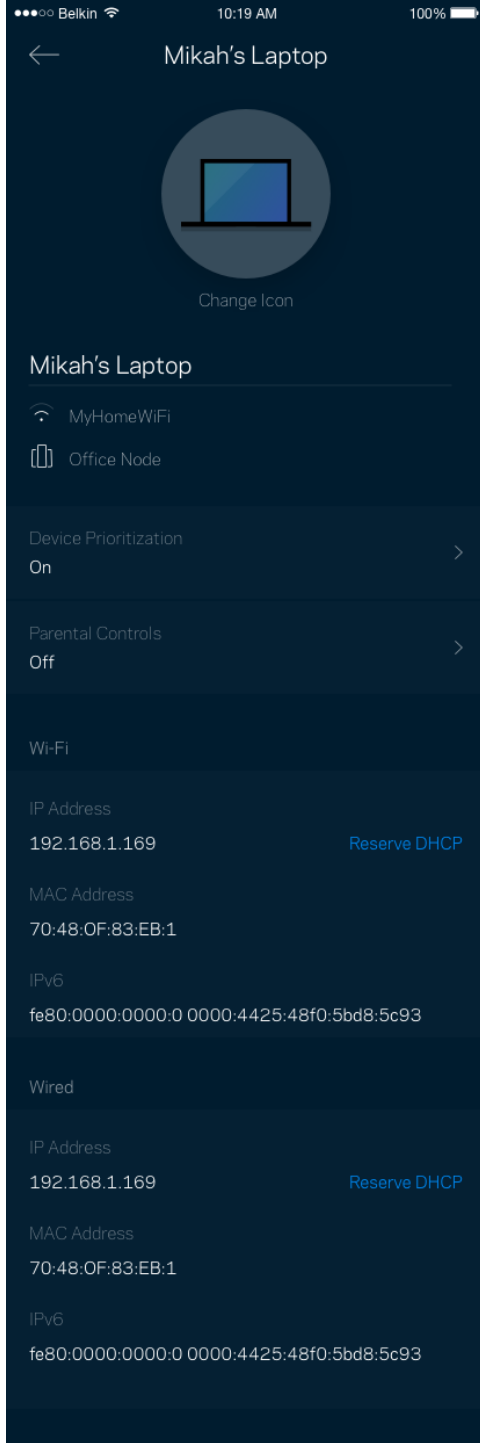 Belkin 10:19 AM 100%
Mikah's Laptop
Change Icon
Mikah's Laptop
MyHomeWiFi
Office Node
Device Prioritization
On
Parental Controls
Off
Wi-Fi
IP Address
192.168.1.169 Reserve DHCP
MAC Address
70:48:0F:83:EB:1
IPv6
fe80:0000:0000:0 0000:4425:48f0:5bd8:5c93
Wired
IP Address
192.168.1.169 Reserve DHCP
MAC Address
70:48:0F:83:EB:1
IPv6
fe80:0000:0000:0 0000:4425:48f0:5bd8:5c93